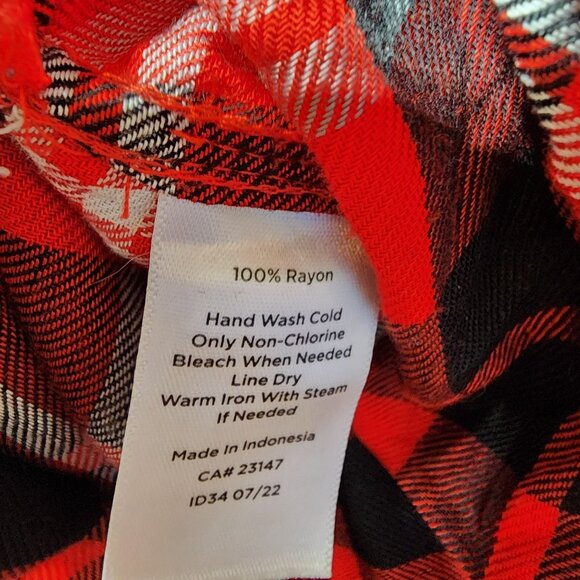 100% Rayon
Hand Wash Cold
Only Non-Chlorine
Bleach When Needed
Line Dry
Warm Iron With Steam
If Needed
Made In Indonesia
CA# 23147
ID34 07/22